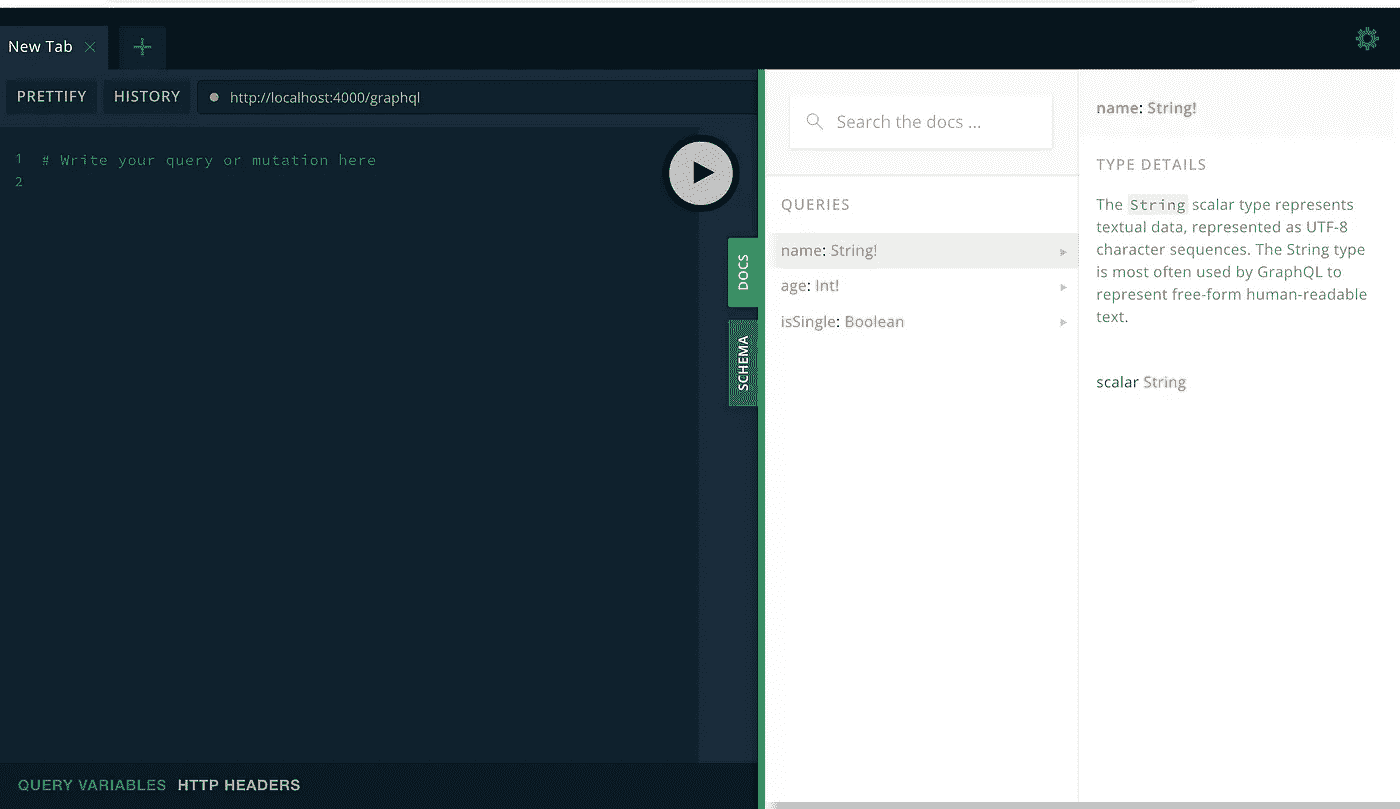 New Tab
PRETTIFY HISTORY http://localhost:4000/graphql
1 # Write your query or mutation here
2
DOCS
SCHEMA
Search the docs ...
QUERIES
name: String!
age: Int!
isSingle: Boolean
name: String!
TYPE DETAILS
The String scalar type represents
textual data, represented as UTF-8
character sequences. The String type
is most often used by GraphQL to
represent free-form human-readable
text.
scalar String
QUERY VARIABLES HTTP HEADERS